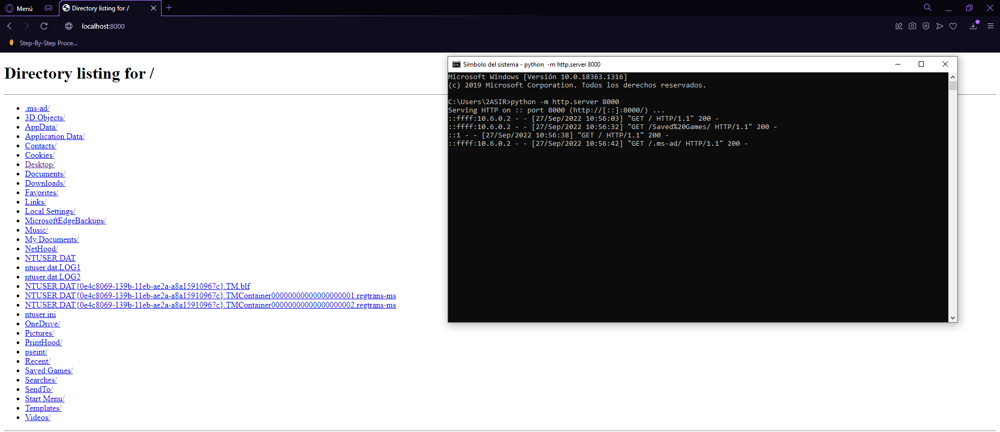 Menú
Directory listing for /
localhost:8000
Step-By-Step Proce...
Directory listing for /
.ms-ad/
3D Objects/
AppData/
Application Data/
Contacts/
Cookies/
Desktop/
Documents/
Downloads/
Favorites/
Links/
Local Settings/
MicrosoftEdgeBackups/
Music/
My Documents/
NetHood/
NTUSER.DAT
ntuser.dat.LOG1
ntuser.dat.LOG2
NTUSER.DAT{0e4c8069-139b-11eb-ae2a-a8a15910967c}.TM.blf
NTUSER.DAT{0e4c8069-139b-11eb-ae2a-a8a15910967c}.TMContainer00000000000000000001.regtrans-ms
NTUSER.DAT{0e4c8069-139b-11eb-ae2a-a8a15910967c}.TMContainer00000000000000000002.regtrans-ms
ntuser.ini
OneDrive/
Pictures/
PrintHood/
pseint/
Recent/
Saved Games/
Searches/
SendTo/
Start Menu/
Templates/
Videos/
Símbolo del sistema - python  -m http.server 8000
Microsoft Windows [Versión 10.0.18363.1316]
(c) 2019 Microsoft Corporation. Todos los derechos reservados.
C:\Users\2ASIR>python -m http.server 8000
Serving HTTP on :: port 8000 (http://[::]:8000/) ...
::ffff:10.6.0.2 - - [27/Sep/2022 10:56:03] "GET / HTTP/1.1" 200 -
::ffff:10.6.0.2 - - [27/Sep/2022 10:56:32] "GET /Saved%20Games/ HTTP/1.1" 200 -
::1 - - [27/Sep/2022 10:56:38] "GET / HTTP/1.1" 200 -
::ffff:10.6.0.2 - - [27/Sep/2022 10:56:42] "GET /.ms-ad/ HTTP/1.1" 200 -